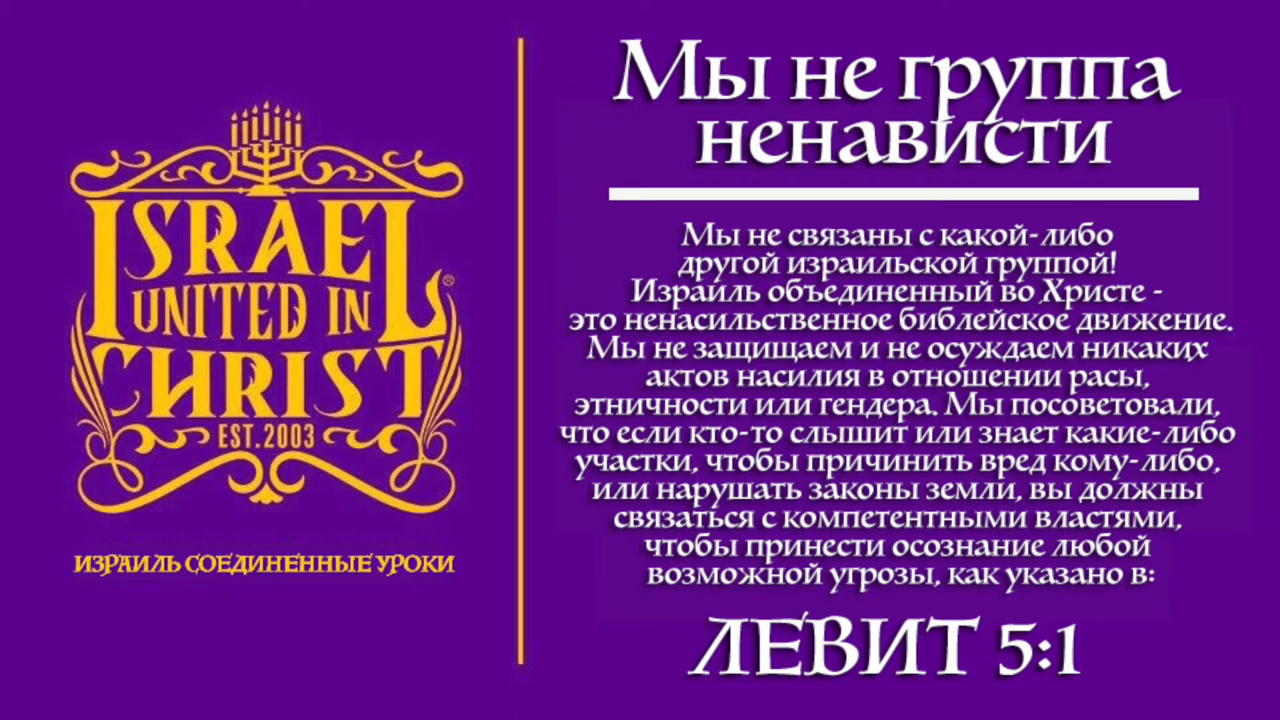 ISRAEL
UNITED IN
CHRIST
EST.2003
ИЗРАИЛЬ СОЕДИНЕННЫЕ УРОКИ
Мы не группа
ненависти
Мы не связаны с какой-либо
другой израильской группой!
Израиль объединенный во Христе -
это ненасильственное библейское движение.
Мы не защищаем и не осуждаем никаких
актов насилия в отношении расы,
этничности или гендера. Мы посоветовали,
что если кто-то слышит или знает какие-либо
участки, чтобы причинить вред кому-либо,
или нарушать законы земли, вы должны
связаться с компетентными властями,
чтобы принести осознание любой
возможной угрозы, как указано в:
ЛЕВИТ 5:1